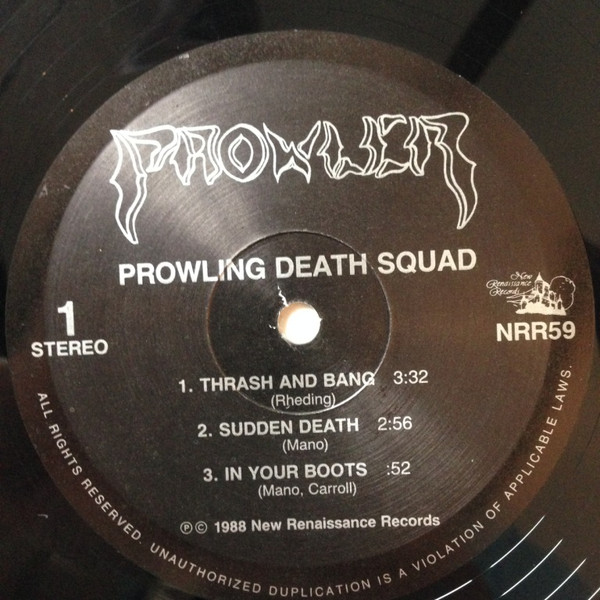 PROWLER
PROWLING DEATH SQUAD
1
STEREO
New
Renaissance
Records
NRR59
1. THRASH AND BANG 3:32
(Rheding)
2. SUDDEN DEATH 2:56
(Mano)
3. IN YOUR BOOTS :52
(Mano, Carroll)
℗© 1988 New Renaissance Records
ALL RIGHTS RESERVED. UNAUTHORIZED DUPLICATION IS A VIOLATION OF APPLICABLE LAWS.